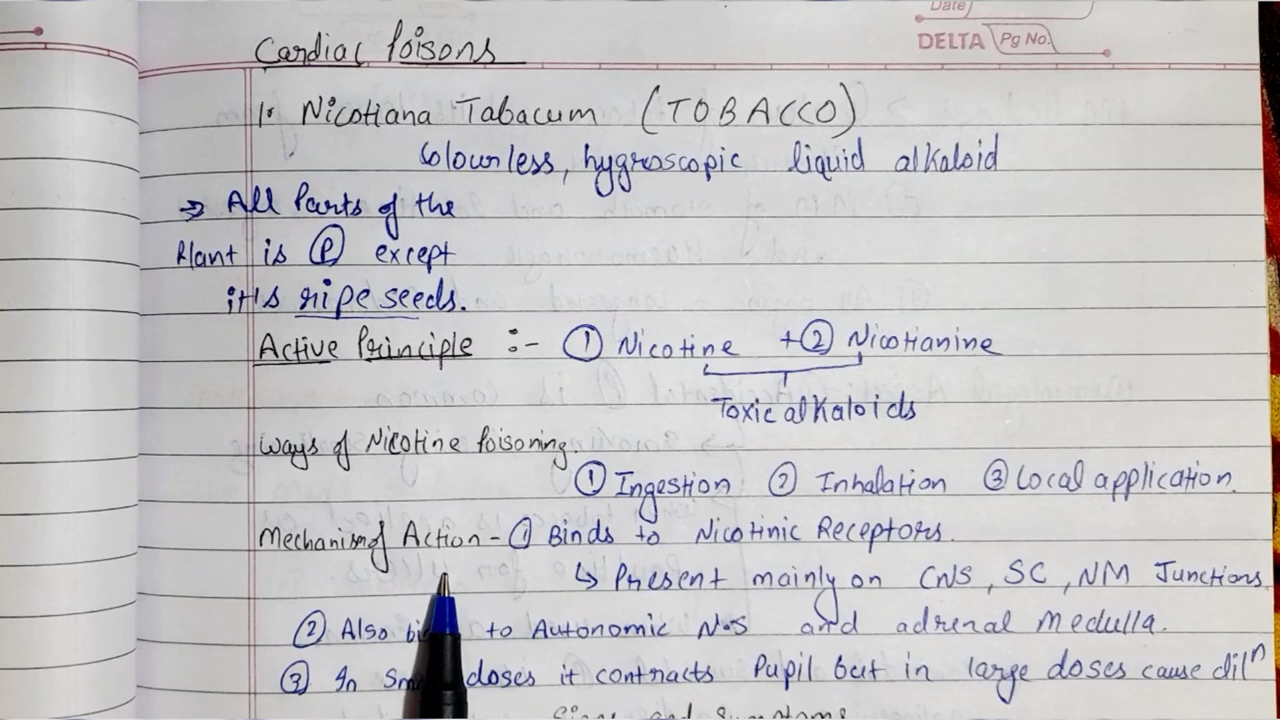 Date
DELTA Pg No.
Cardiac Poisons
1. Nicotiana Tabacum (TOBACCO)
Colourless, hygroscopic liquid alkaloid
→ All Parts of the
Plant is Ⓟ except
it's ripe seeds.
Active Principle :- ① Nicotine + ② Nicotianine
Toxic alkaloids
Ways of Nicotine Poisoning.
① Ingestion ② Inhalation ③ Local application.
Mechanism of Action - ① Binds to Nicotinic Receptors.
↳ Present mainly on CNS, SC, NM Junctions
② Also to Autonomic N.S and adrenal Medulla.
③ In doses it contracts Pupil but in large doses cause dilⁿ
Signs and Symptoms